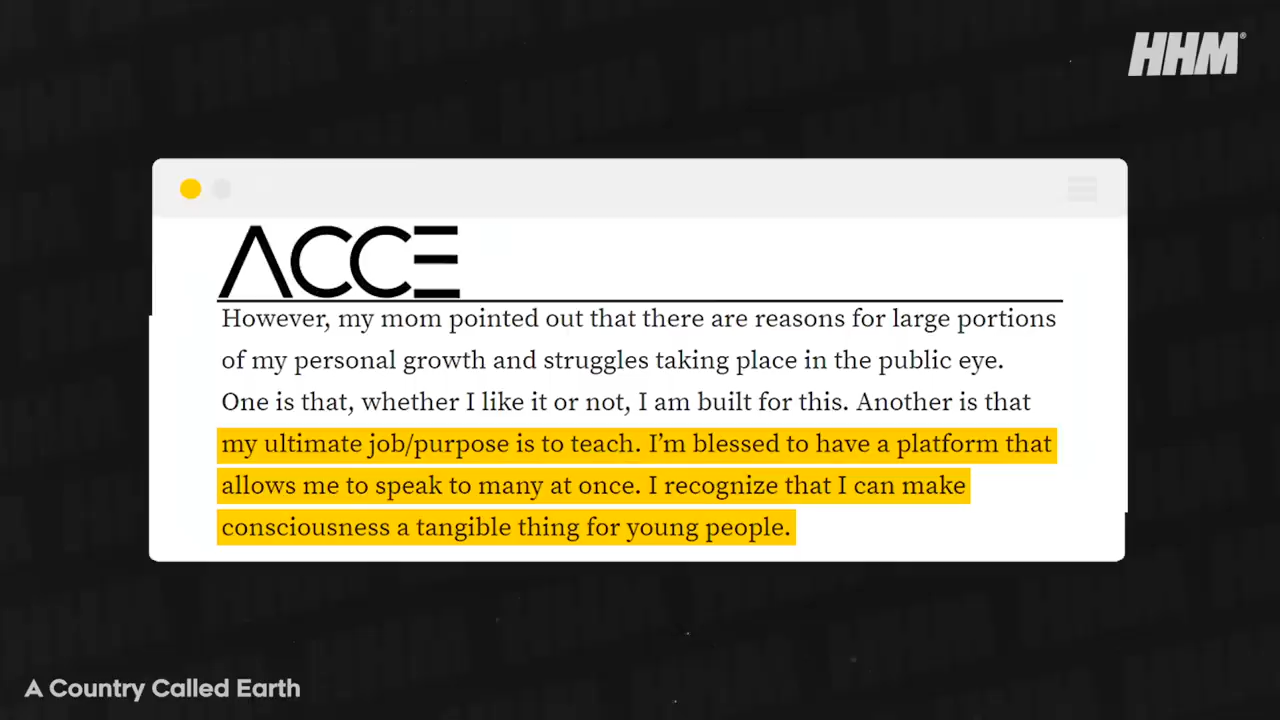 HHM®
ACCE
However, my mom pointed out that there are reasons for large portions
of my personal growth and struggles taking place in the public eye.
One is that, whether I like it or not, I am built for this. Another is that
my ultimate job/purpose is to teach. I’m blessed to have a platform that
allows me to speak to many at once. I recognize that I can make
consciousness a tangible thing for young people.
A Country Called Earth